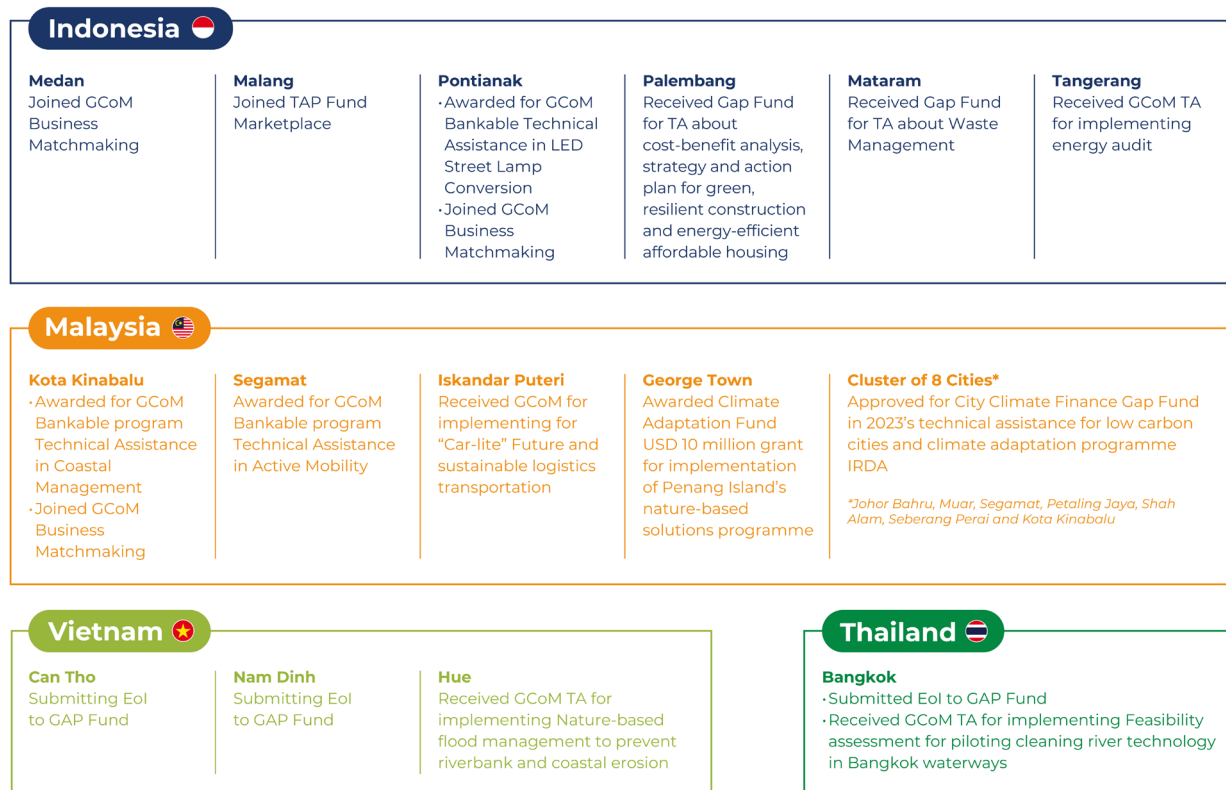 Indonesia
Medan
Joined GCoM
Business
Matchmaking
Malang
Joined TAP Fund
Marketplace
Pontianak
·Awarded for GCoM
Bankable Technical
Assistance in LED
Street Lamp
Conversion
·Joined GCoM
Business
Matchmaking
Palembang
Received Gap Fund
for TA about
cost-benefit analysis,
strategy and action
plan for green,
resilient construction
and energy-efficient
affordable housing
Mataram
Received Gap Fund
for TA about Waste
Management
Tangerang
Received GCoM TA
for implementing
energy audit
Malaysia
Kota Kinabalu
·Awarded for GCoM
Bankable program
Technical Assistance
in Coastal
Management
·Joined GCoM
Business
Matchmaking
Segamat
Awarded for GCoM
Bankable program
Technical Assistance
in Active Mobility
Iskandar Puteri
Received GCoM for
implementing for
“Car-lite” Future and
sustainable logistics
transportation
George Town
Awarded Climate
Adaptation Fund
USD 10 million grant
for implementation
of Penang Island’s
nature-based
solutions programme
Cluster of 8 Cities*
Approved for City Climate Finance Gap Fund
in 2023’s technical assistance for low carbon
cities and climate adaptation programme
IRDA
*Johor Bahru, Muar, Segamat, Petaling Jaya, Shah
Alam, Seberang Perai and Kota Kinabalu
Vietnam
Can Tho
Submitting EoI
to GAP Fund
Nam Dinh
Submitting EoI
to GAP Fund
Hue
Received GCoM TA for
implementing Nature-based
flood management to prevent
riverbank and coastal erosion
Thailand
Bangkok
·Submitted EoI to GAP Fund
·Received GCoM TA for implementing Feasibility
assessment for piloting cleaning river technology
in Bangkok waterways